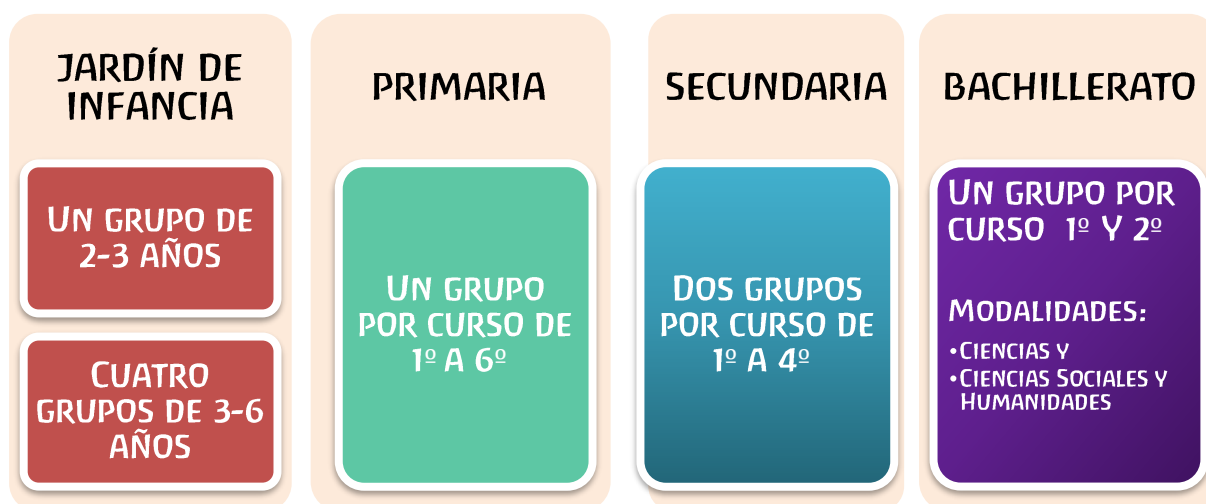 JARDÍN DE
INFANCIA
UN GRUPO DE
2-3 AÑOS
CUATRO
GRUPOS DE 3-6
AÑOS
PRIMARIA
UN GRUPO
POR CURSO DE
1º A 6º
SECUNDARIA
DOS GRUPOS
POR CURSO DE
1º A 4º
BACHILLERATO
UN GRUPO POR
CURSO 1º Y 2º
MODALIDADES:
•CIENCIAS Y
•CIENCIAS SOCIALES Y
HUMANIDADES